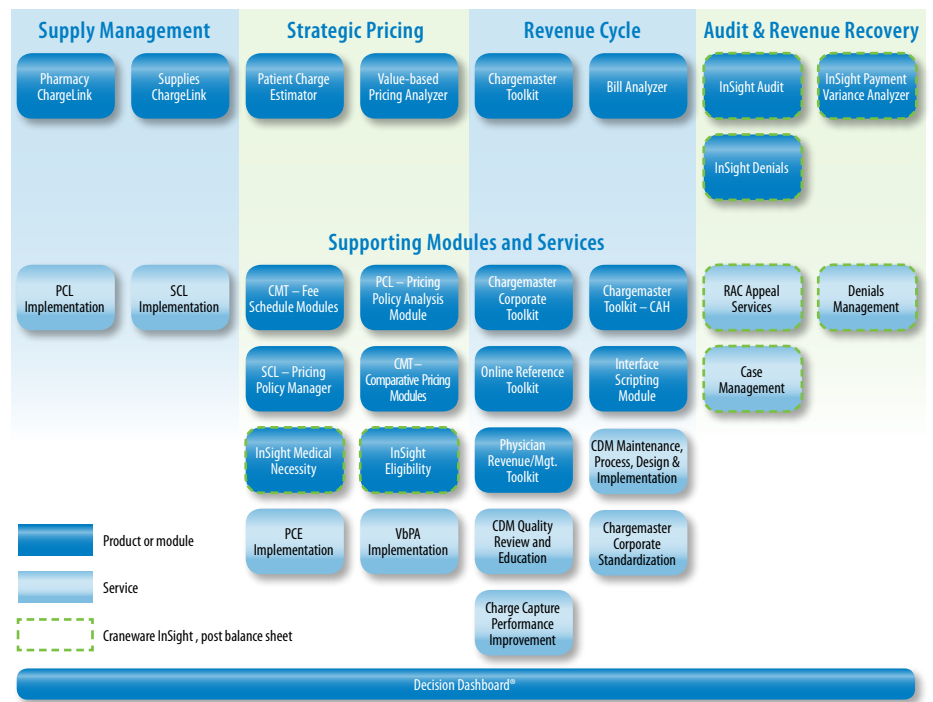 Supply Management
Strategic Pricing
Revenue Cycle
Audit & Revenue Recovery
Pharmacy
ChargeLink
Supplies
ChargeLink
Patient Charge
Estimator
Value-based
Pricing Analyzer
Chargemaster
Toolkit
Bill Analyzer
InSight Audit
InSight Payment
Variance Analyzer
InSight Denials
Supporting Modules and Services
PCL
Implementation
SCL
Implementation
CMT – Fee
Schedule Modules
PCL – Pricing
Policy Analysis
Module
Chargemaster
Corporate
Toolkit
Chargemaster
Toolkit – CAH
RAC Appeal
Services
Denials
Management
SCL – Pricing
Policy Manager
CMT –
Comparative Pricing
Modules
Online Reference
Toolkit
Interface
Scripting
Module
Case
Management
InSight Medical
Necessity
InSight
Eligibility
Physician
Revenue/Mgt.
Toolkit
CDM Maintenance,
Process, Design &
Implementation
PCE
Implementation
VbPA
Implementation
CDM Quality
Review and
Education
Chargemaster
Corporate
Standardization
Charge Capture
Performance
Improvement
Product or module
Service
Craneware InSight , post balance sheet
Decision Dashboard®